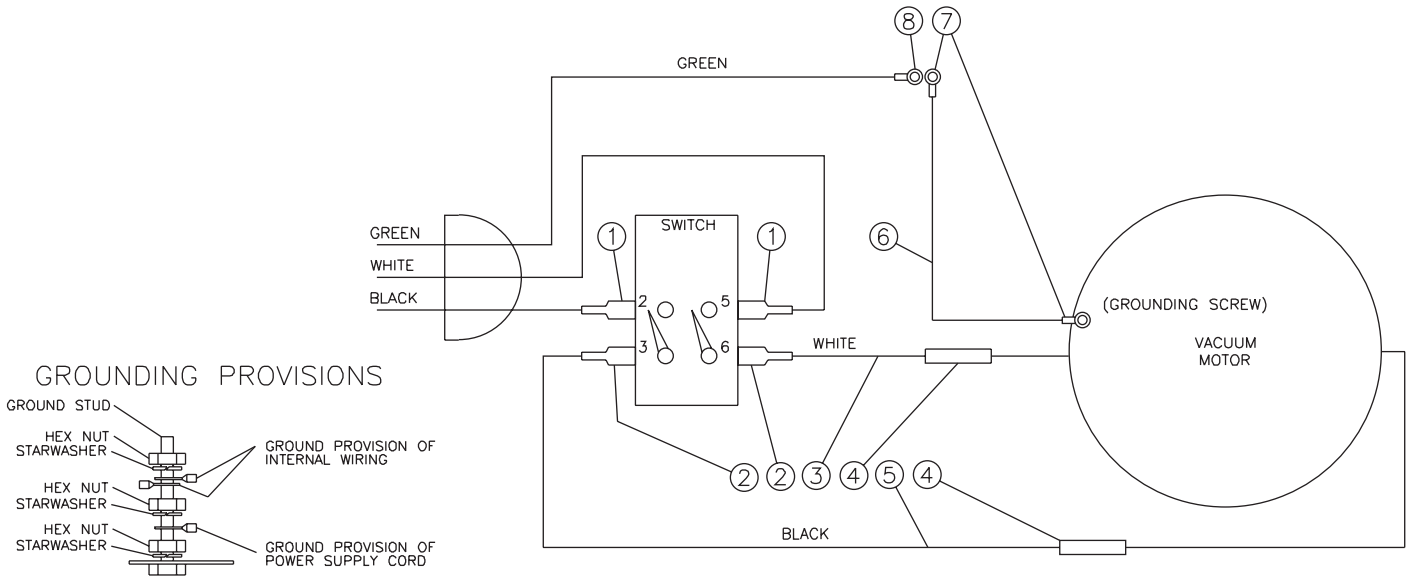 8 7
GREEN
GREEN
WHITE
BLACK
1
SWITCH
1
6
2 5
3 6
WHITE
(GROUNDING SCREW)
VACUUM
MOTOR
2 2 3 4 5 4
BLACK
GROUNDING PROVISIONS
GROUND STUD
HEX NUT
STARWASHER
HEX NUT
STARWASHER
HEX NUT
STARWASHER
GROUND PROVISION OF
INTERNAL WIRING
GROUND PROVISION OF
POWER SUPPLY CORD